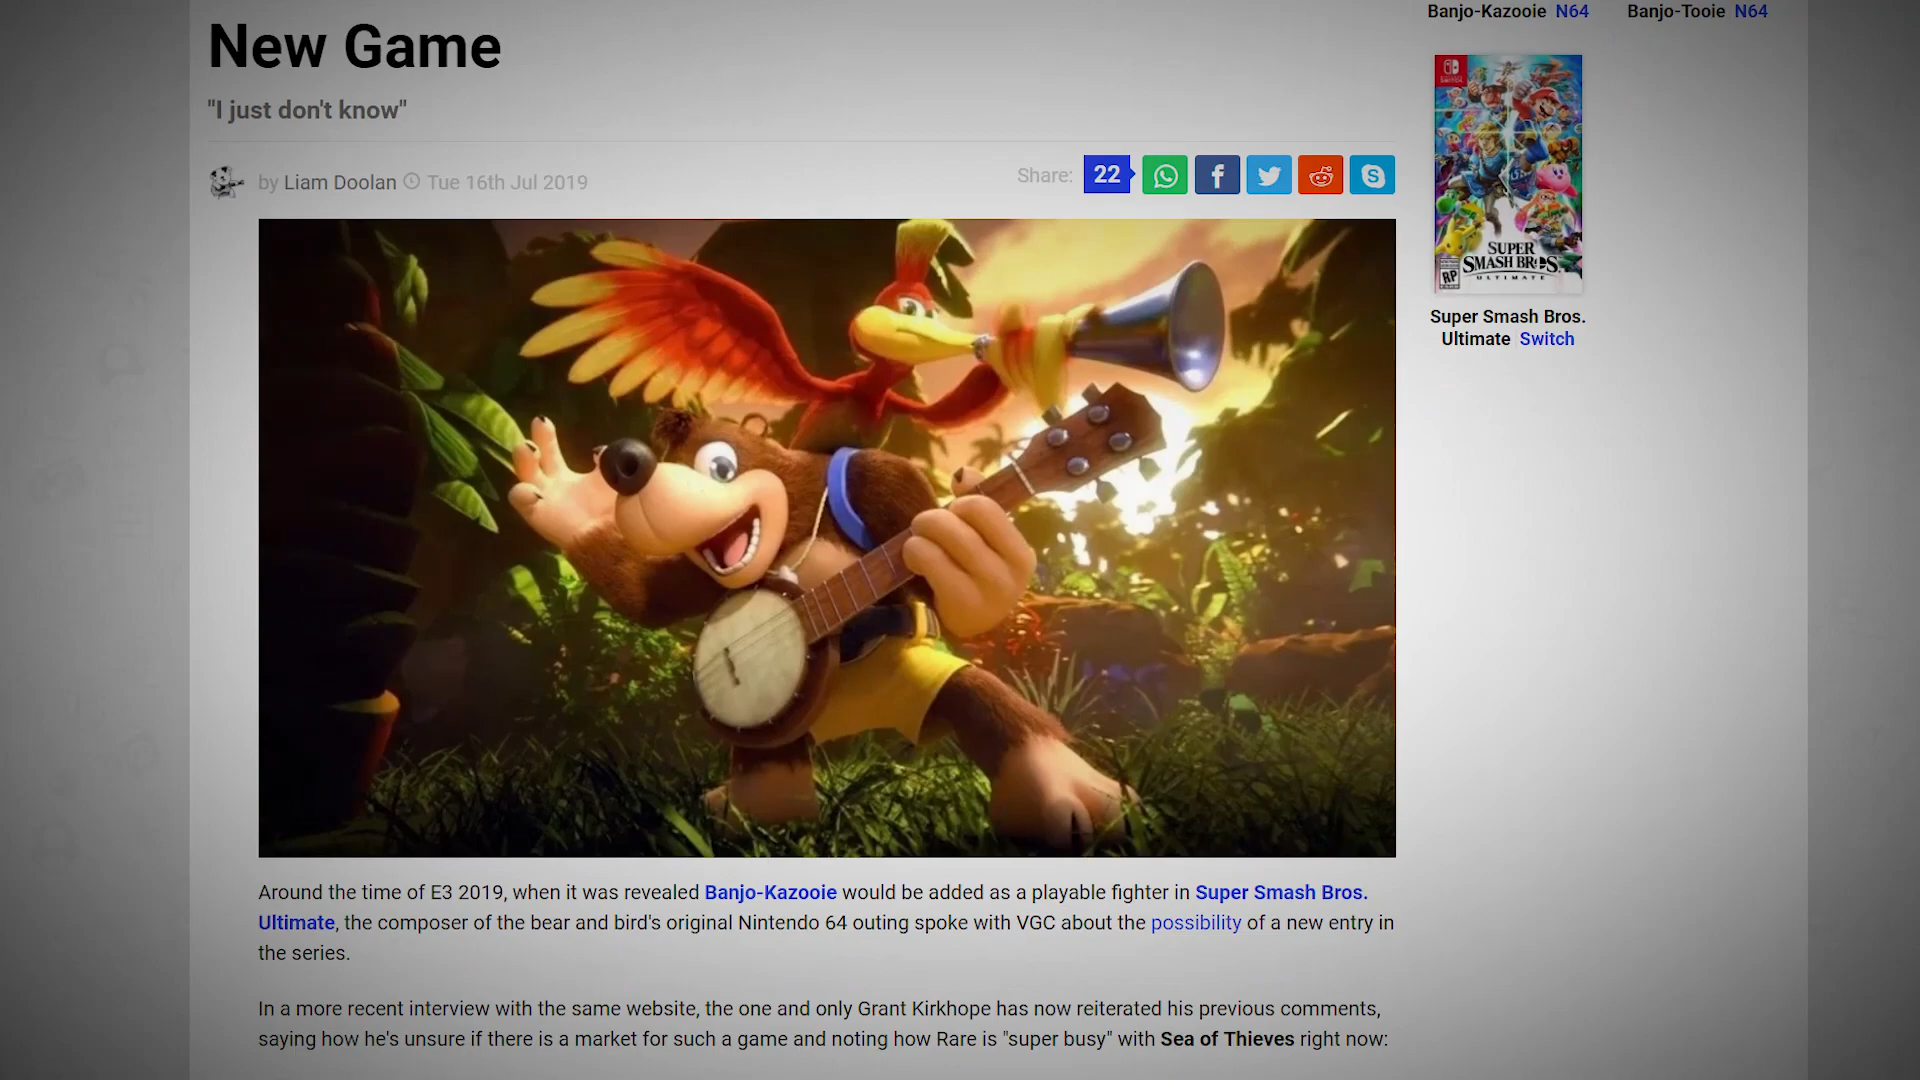 New Game
"I just don't know"
by Liam Doolan Tue 16th Jul 2019
Share: 22
Around the time of E3 2019, when it was revealed Banjo-Kazooie would be added as a playable fighter in Super Smash Bros.
Ultimate, the composer of the bear and bird's original Nintendo 64 outing spoke with VGC about the possibility of a new entry in
the series.
In a more recent interview with the same website, the one and only Grant Kirkhope has now reiterated his previous comments,
saying how he's unsure if there is a market for such a game and noting how Rare is "super busy" with Sea of Thieves right now:
Banjo-Kazooie N64
Banjo-Tooie N64
SUPER
SMASH BROS.
ULTIMATE
RP
Super Smash Bros.
Ultimate Switch